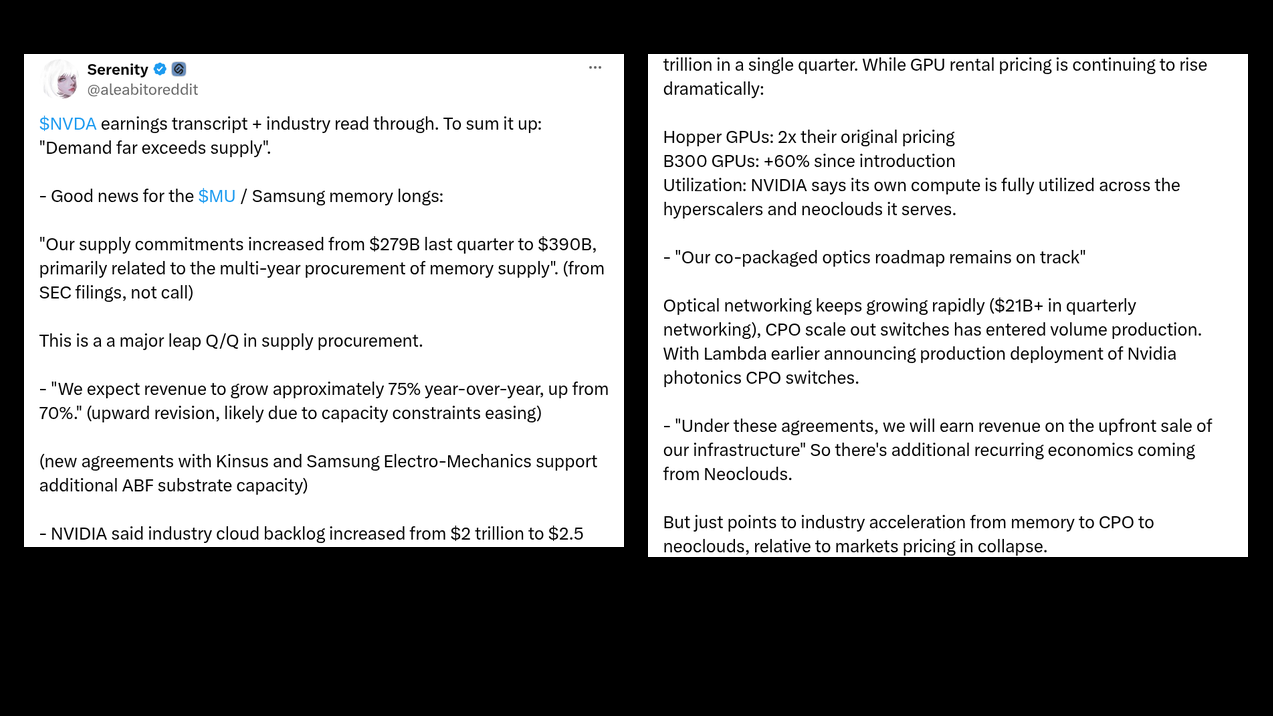 Serenity
@aleabitoreddit
$NVDA earnings transcript + industry read through. To sum it up:
"Demand far exceeds supply".
- Good news for the $MU / Samsung memory longs:
"Our supply commitments increased from $279B last quarter to $390B,
primarily related to the multi-year procurement of memory supply". (from
SEC filings, not call)
This is a a major leap Q/Q in supply procurement.
- "We expect revenue to grow approximately 75% year-over-year, up from
70%." (upward revision, likely due to capacity constraints easing)
(new agreements with Kinsus and Samsung Electro-Mechanics support
additional ABF substrate capacity)
- NVIDIA said industry cloud backlog increased from $2 trillion to $2.5
trillion in a single quarter. While GPU rental pricing is continuing to rise
dramatically:
Hopper GPUs: 2x their original pricing
B300 GPUs: +60% since introduction
Utilization: NVIDIA says its own compute is fully utilized across the
hyperscalers and neoclouds it serves.
- "Our co-packaged optics roadmap remains on track"
Optical networking keeps growing rapidly ($21B+ in quarterly
networking), CPO scale out switches has entered volume production.
With Lambda earlier announcing production deployment of Nvidia
photonics CPO switches.
- "Under these agreements, we will earn revenue on the upfront sale of
our infrastructure" So there's additional recurring economics coming
from Neoclouds.
But just points to industry acceleration from memory to CPO to
neoclouds, relative to markets pricing in collapse.